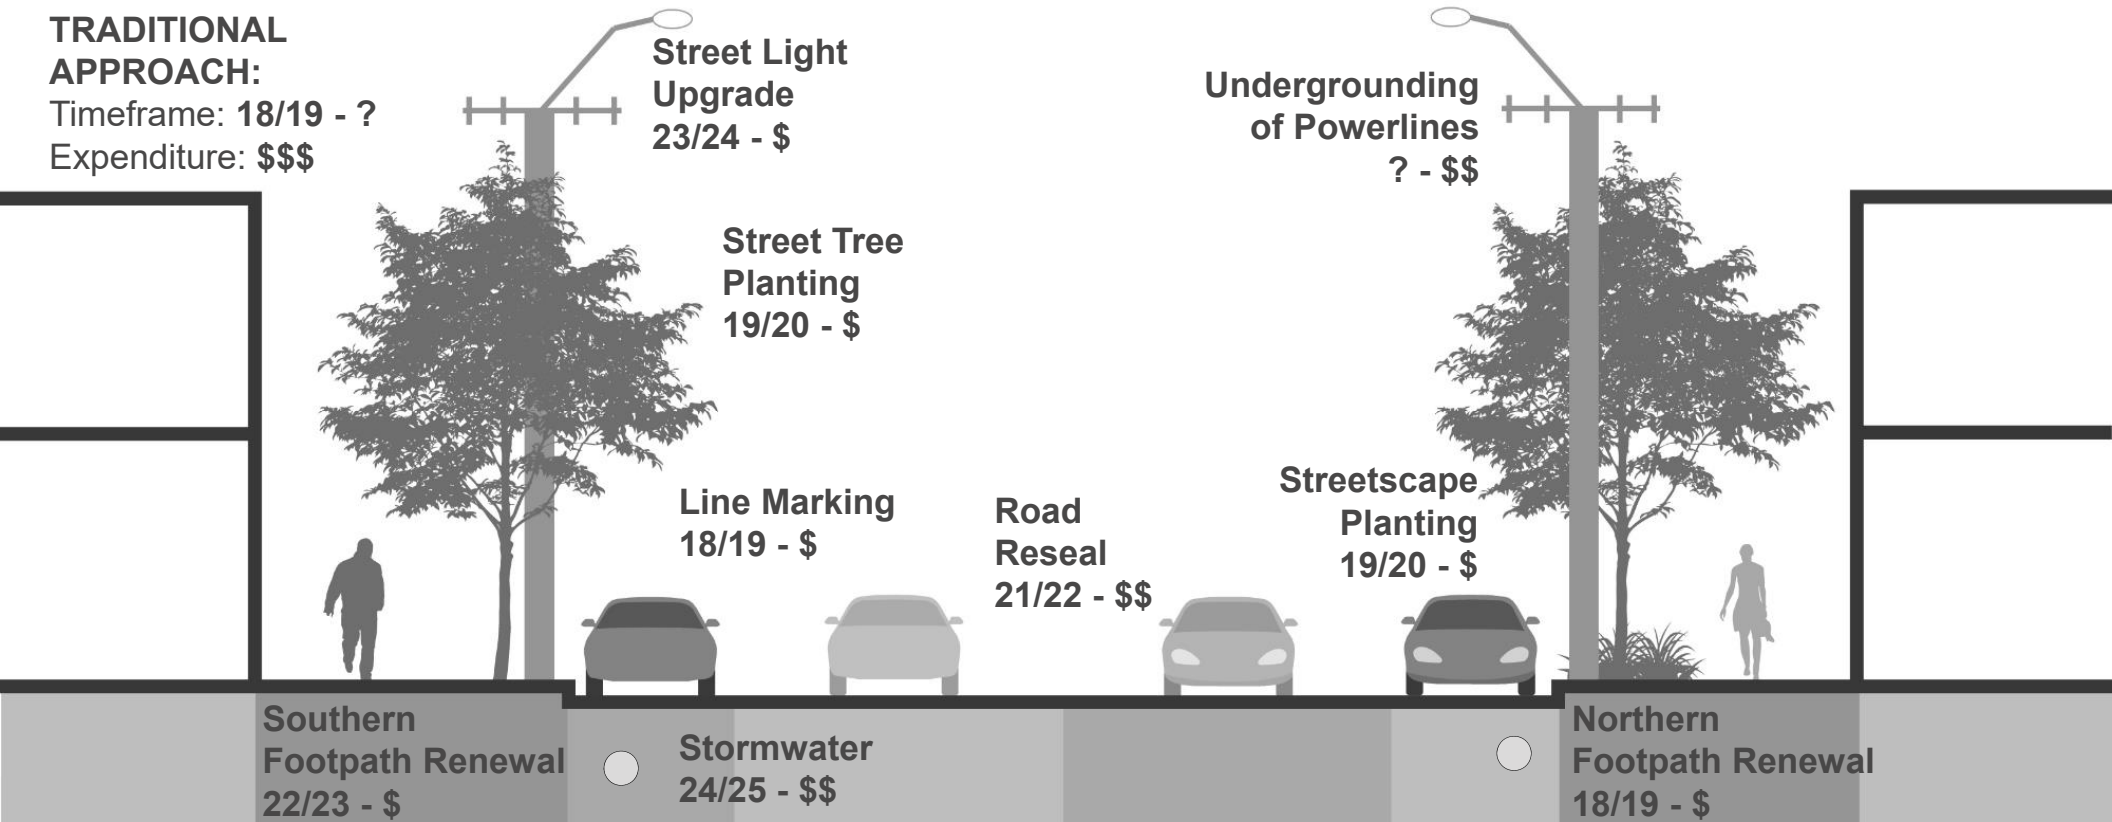 TRADITIONAL
APPROACH:
Timeframe: 18/19 - ?
Expenditure: $$$
Street Light
Upgrade
23/24 - $
Undergrounding
of Powerlines
? - $$
Street Tree
Planting
19/20 - $
Line Marking
18/19 - $
Road
Reseal
21/22 - $$
Streetscape
Planting
19/20 - $
Southern
Footpath Renewal
22/23 - $
Stormwater
24/25 - $$
Northern
Footpath Renewal
18/19 - $